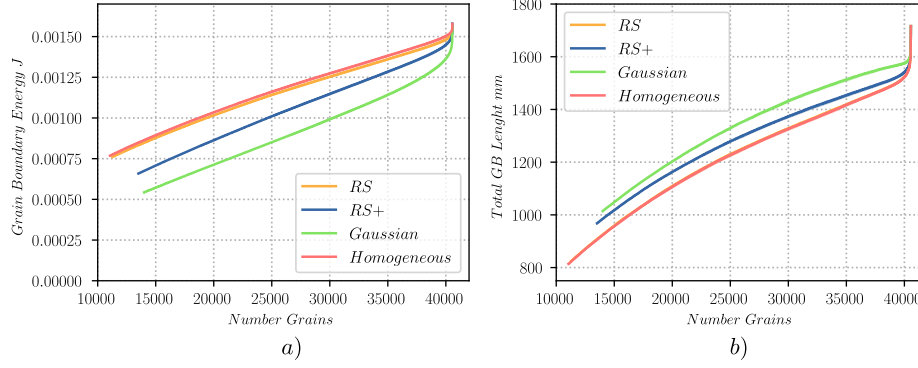 0.00150
0.00125
0.00100
0.00075
0.00050
0.00025
0.00000
Grain Boundary Energy J
10000 15000 20000 25000 30000 35000 40000
Number Grains
RS
RS+
Gaussian
Homogeneous
a)
1800
1600
1400
1200
1000
800
Total GB Lenght mm
10000 15000 20000 25000 30000 35000 40000
Number Grains
RS
RS+
Gaussian
Homogeneous
b)